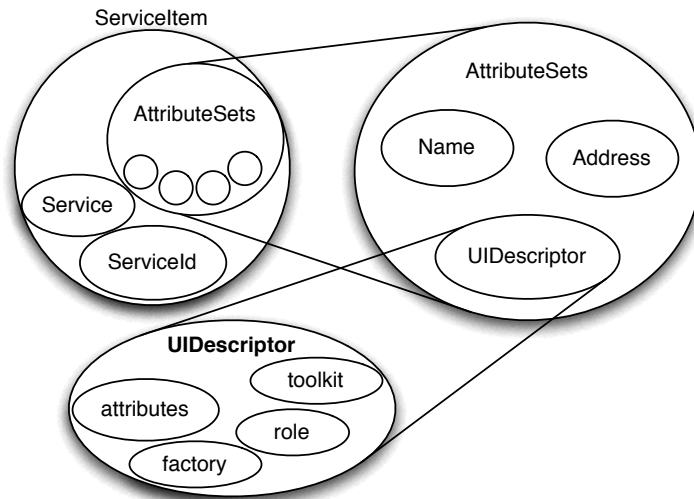 ServiceItem
AttributeSets
Service
ServiceId
AttributeSets
Name
Address
UIDescriptor
UIDescriptor
toolkit
attributes
role
factory